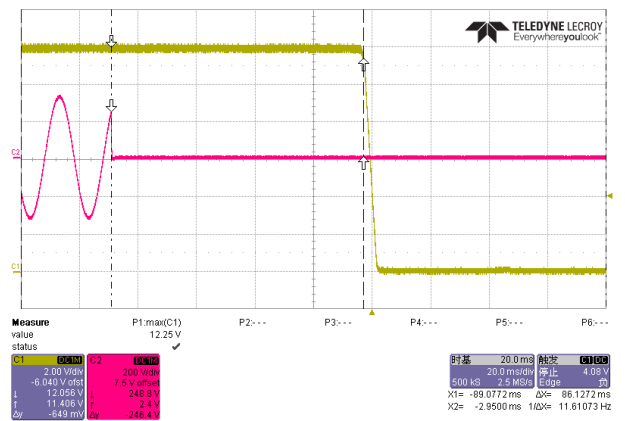 TELEDYNE LECROY
Everywhereyoulook™
C2
C1
Measure P1:max(C1) P2:--- P3:--- P4:--- P5:--- P6:---
value 12.25 V
status
C1 DC1M
2.00 V/div
-6.040 V ofst
↓ 12.056 V
↑ 11.406 V
Δy -649 mV
C2 DC1M
200 V/div
7.5 V offset
↓ 248.8 V
↑ 2.4 V
Δy -246.4 V
时基 20.0 ms
20.0 ms/div
500 kS 2.5 MS/s
触发 C1 DC
停止 4.08 V
Edge 负
X1= -89.0772 ms ΔX= 86.1272 ms
X2= -2.9500 ms 1/ΔX= 11.61073 Hz